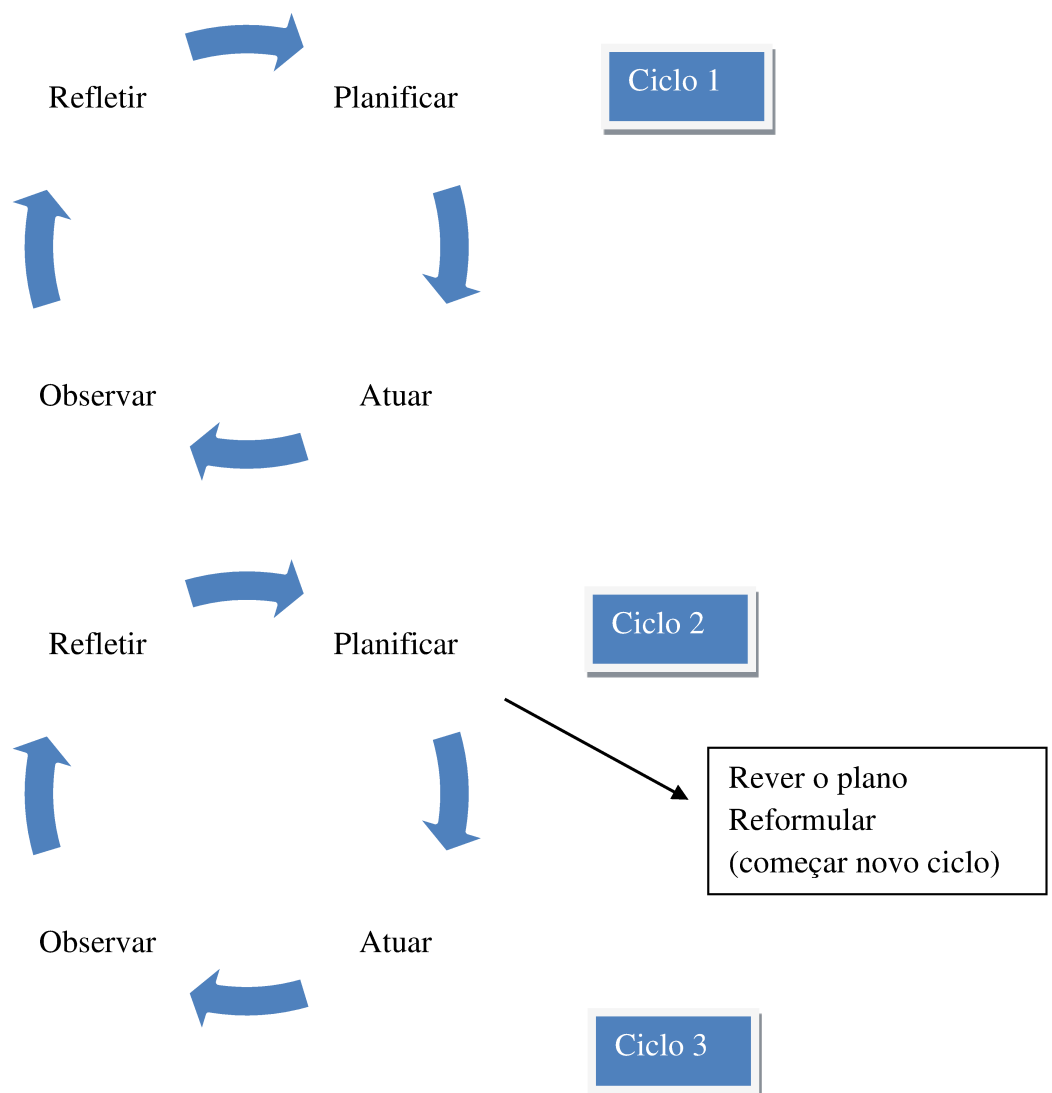 Refletir
Planificar
Ciclo 1
Observar
Atuar
Refletir
Planificar
Ciclo 2
Rever o plano
Reformular
(começar novo ciclo)
Observar
Atuar
Ciclo 3